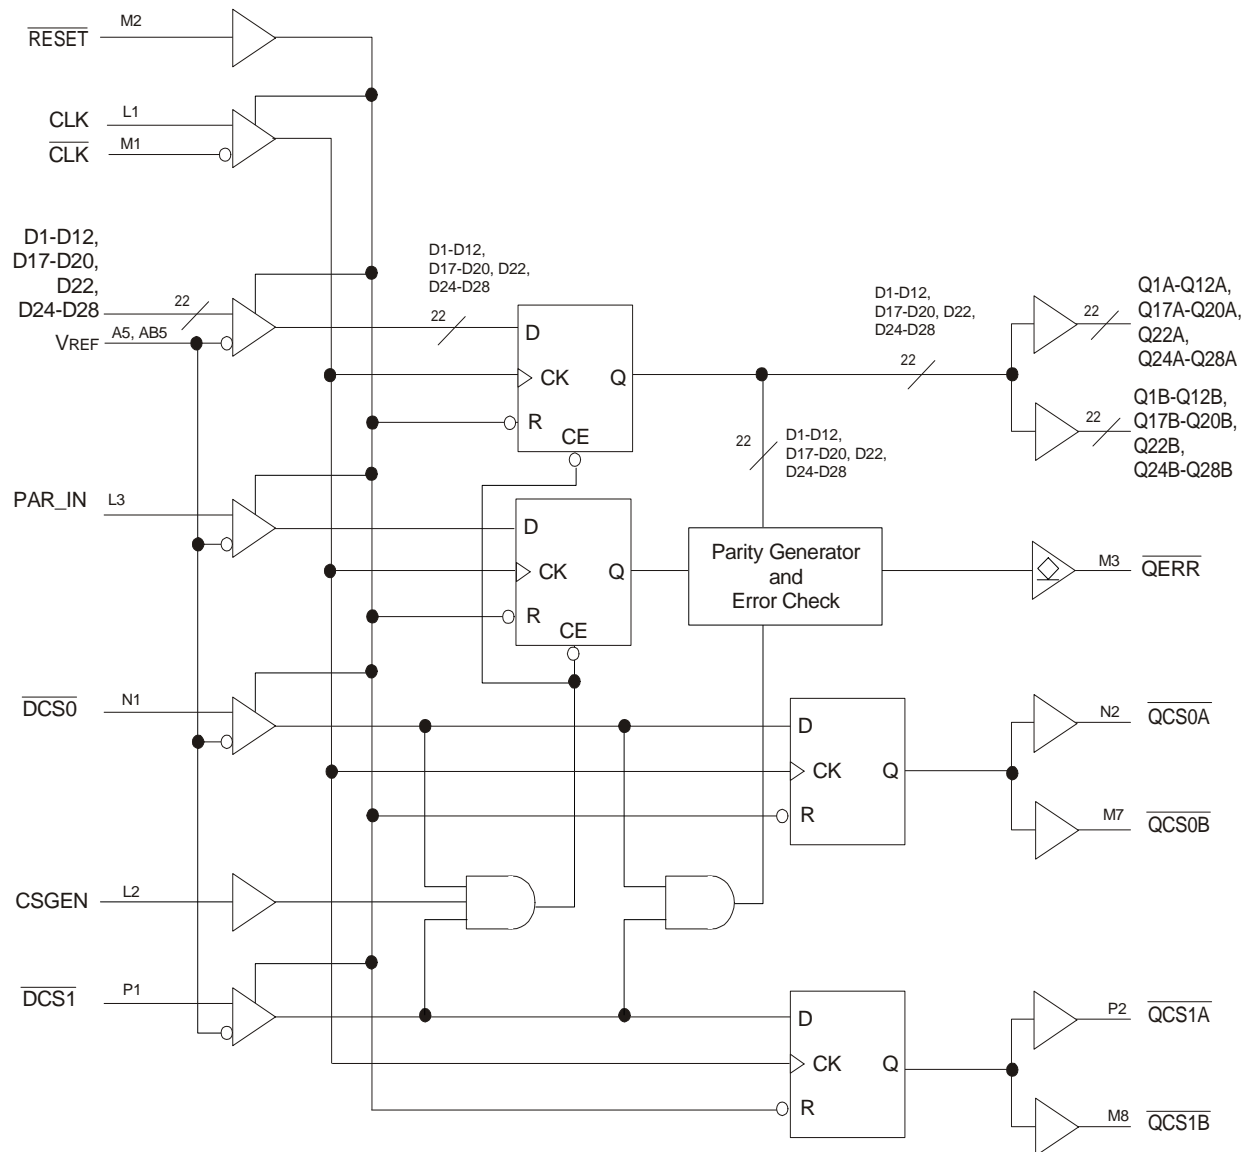 RESET
M2
CLK
L1
CLK
M1
D1-D12,
D17-D20,
D22,
D24-D28
22
VREF
A5, AB5
D1-D12,
D17-D20, D22,
D24-D28
22
D
CK
Q
R
CE
D1-D12,
D17-D20, D22,
D24-D28
22
22
Q1A-Q12A,
Q17A-Q20A,
Q22A,
Q24A-Q28A
22
Q1B-Q12B,
Q17B-Q20B,
Q22B,
Q24B-Q28B
22
D1-D12,
D17-D20, D22,
D24-D28
PAR_IN
L3
D
CK
Q
R
CE
Parity Generator
and
Error Check
M3
QERR
DCS0
N1
D
CK
Q
R
N2
QCS0A
M7
QCS0B
CSGEN
L2
DCS1
P1
D
CK
Q
R
P2
QCS1A
M8
QCS1B